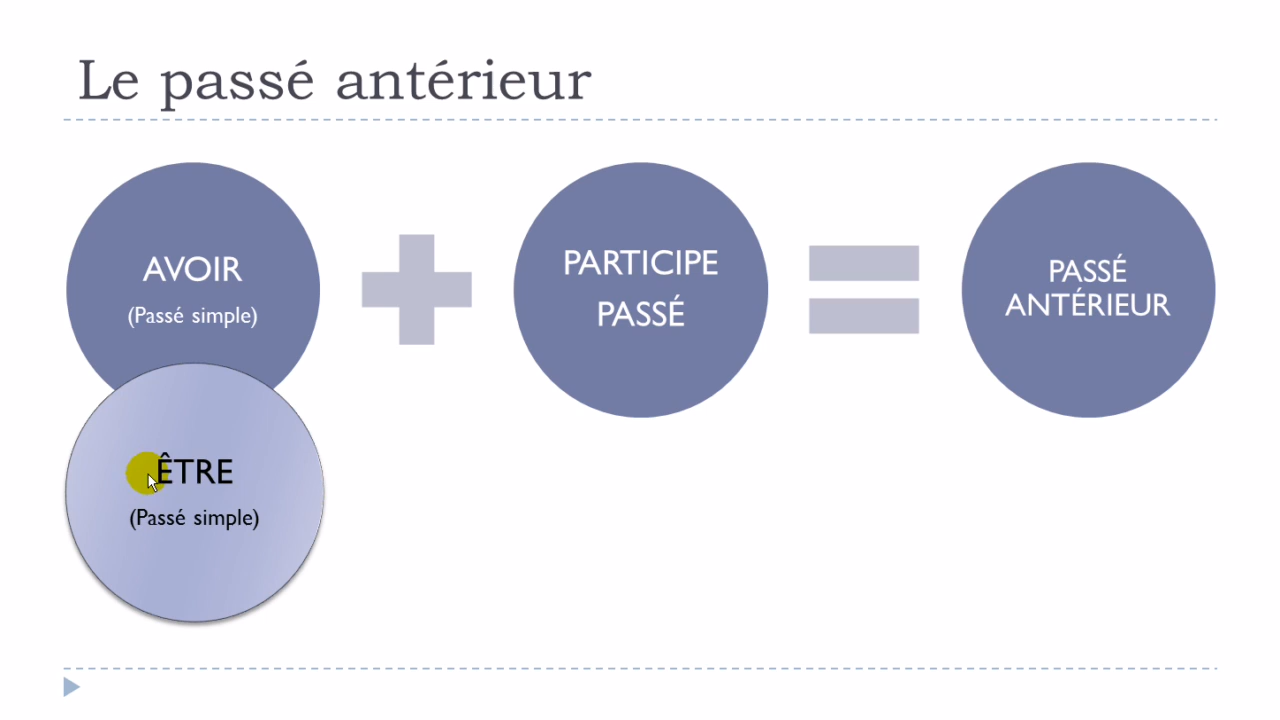 Le passé antérieur
AVOIR
(Passé simple)
PARTICIPE
PASSÉ
PASSÉ
ANTÉRIEUR
ÊTRE
(Passé simple)